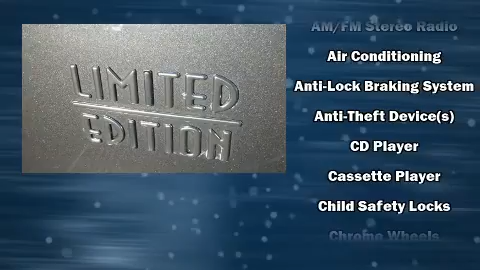 LIMITED
EDITION
AM/FM Stereo Radio
Air Conditioning
Anti-Lock Braking System
Anti-Theft Device(s)
CD Player
Cassette Player
Child Safety Locks
Chrome Wheels